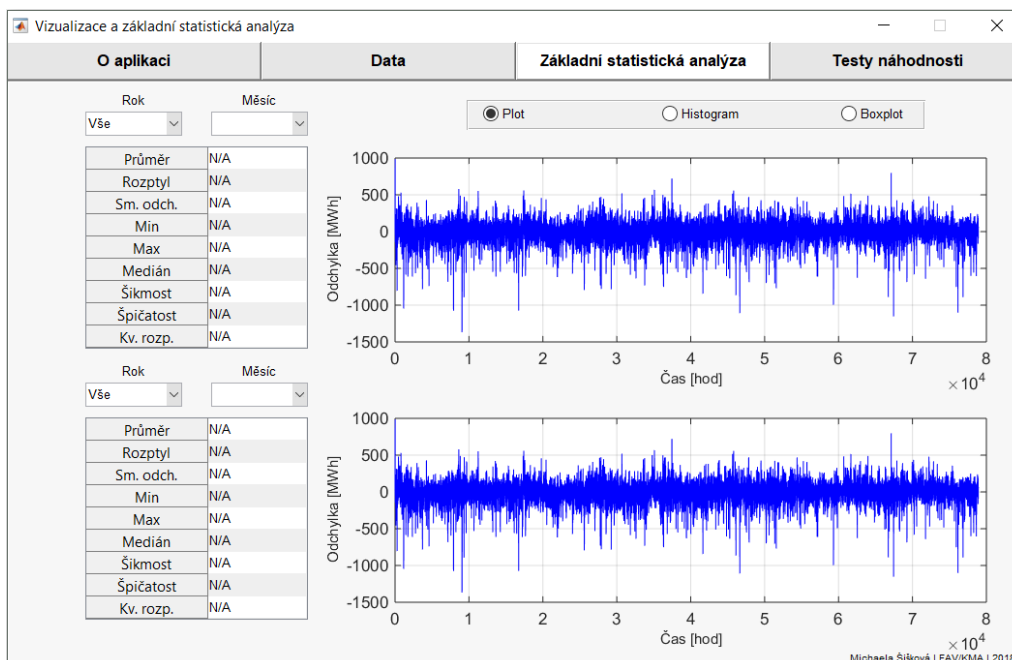 Vizualizace a základní statistická analýza
O aplikaci Data Základní statistická analýza Testy náhodnosti
Rok Měsíc
Vše
Plot Histogram Boxplot
Průměr N/A
Rozptyl N/A
Sm. odch. N/A
Min N/A
Max N/A
Medián N/A
Šikmost N/A
Špičatost N/A
Kv. rozp. N/A
Odchylka [MWh]
1000
500
0
-500
-1000
-1500
0 1 2 3 4 5 6 7 8
Čas [hod]
× 10^4
Rok Měsíc
Vše
Průměr N/A
Rozptyl N/A
Sm. odch. N/A
Min N/A
Max N/A
Medián N/A
Šikmost N/A
Špičatost N/A
Kv. rozp. N/A
Odchylka [MWh]
1000
500
0
-500
-1000
-1500
0 1 2 3 4 5 6 7 8
Čas [hod]
× 10^4
Michaela Šišková | FAV/KMA | 2018